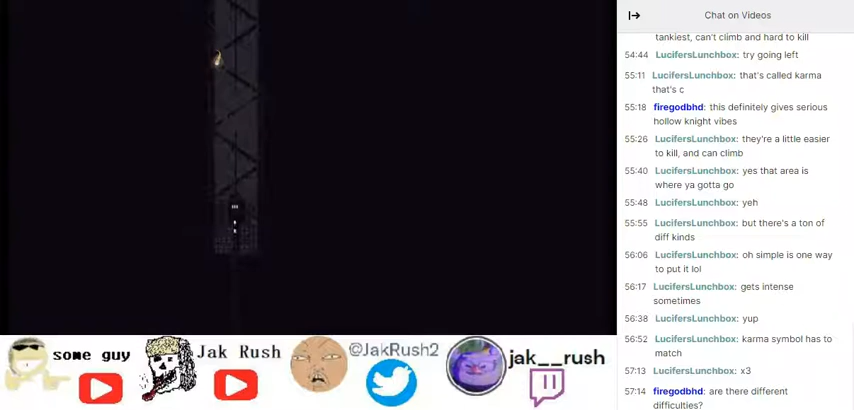 Chat on Videos
tankiest, can't climb and hard to kill
54:44 LucifersLunchbox: try going left
55:11 LucifersLunchbox: that's called karma
that's c
55:18 firegodbhd: this definitely gives serious
hollow knight vibes
55:26 LucifersLunchbox: they're a little easier
to kill, and can climb
55:40 LucifersLunchbox: yes that area is
where ya gotta go
55:48 LucifersLunchbox: yeh
55:55 LucifersLunchbox: but there's a ton of
diff kinds
56:06 LucifersLunchbox: oh simple is one way
to put it lol
56:17 LucifersLunchbox: gets intense
sometimes
56:38 LucifersLunchbox: yup
56:52 LucifersLunchbox: karma symbol has to
match
57:13 LucifersLunchbox: x3
57:14 firegodbhd: are there different
difficulties?
some guy
Jak Rush
@JakRush2
jak__rush